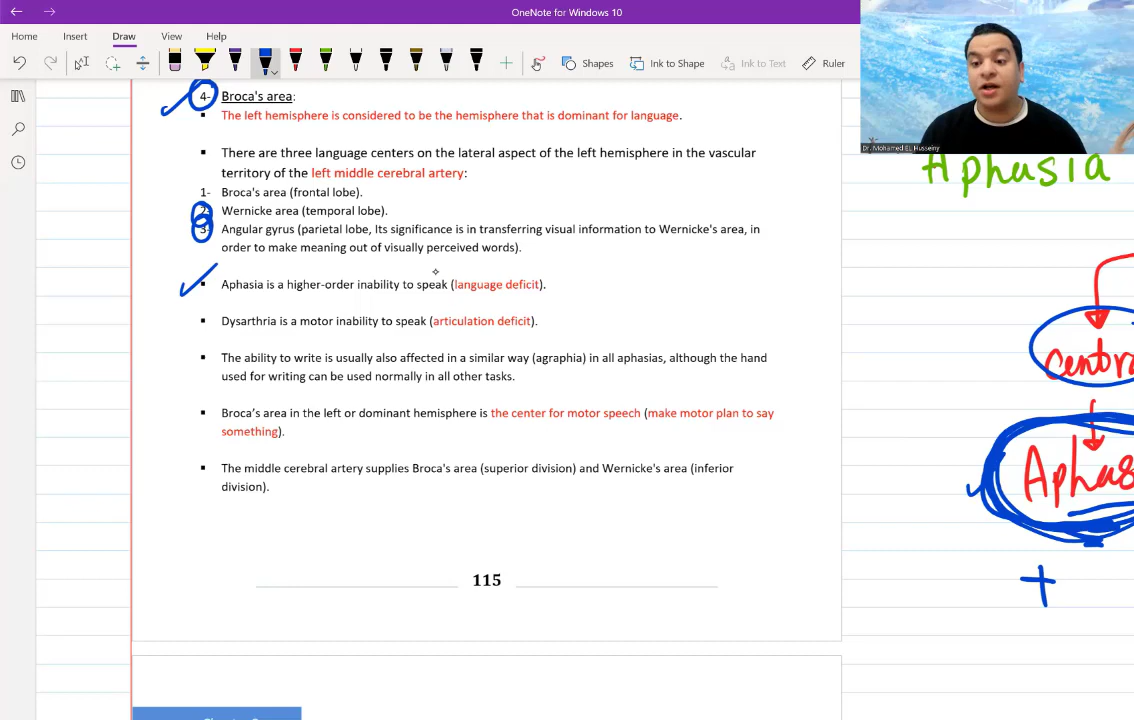 OneNote for Windows 10
Home Insert Draw View Help
Shapes Ink to Shape Ink to Text Ruler
Dr. Mohamed EL Husseiny
4- Broca's area:
▪ The left hemisphere is considered to be the hemisphere that is dominant for language.
▪ There are three language centers on the lateral aspect of the left hemisphere in the vascular
territory of the left middle cerebral artery:
1- Broca's area (frontal lobe).
2- Wernicke area (temporal lobe).
3- Angular gyrus (parietal lobe, Its significance is in transferring visual information to Wernicke's area, in
order to make meaning out of visually perceived words).
▪ Aphasia is a higher-order inability to speak (language deficit).
▪ Dysarthria is a motor inability to speak (articulation deficit).
▪ The ability to write is usually also affected in a similar way (agraphia) in all aphasias, although the hand
used for writing can be used normally in all other tasks.
▪ Broca’s area in the left or dominant hemisphere is the center for motor speech (make motor plan to say
something).
▪ The middle cerebral artery supplies Broca's area (superior division) and Wernicke's area (inferior
division).
115
Aphasia
centra
Aphas
+